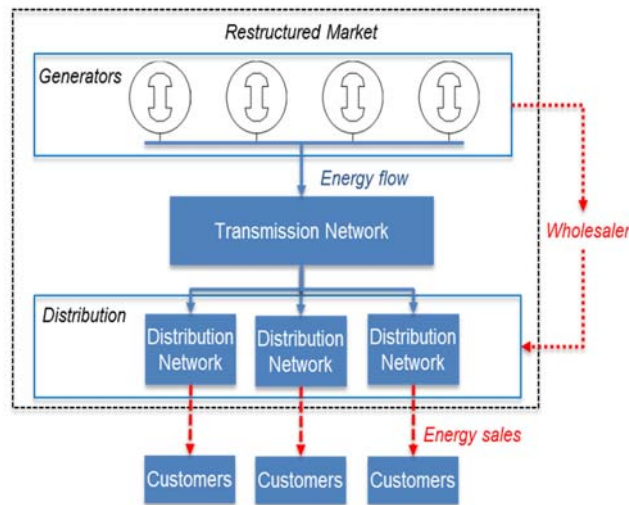 Restructured Market
Generators
Energy flow
Transmission Network
Wholesaler
Distribution
Distribution
Network
Distribution
Network
Distribution
Network
Energy sales
Customers
Customers
Customers